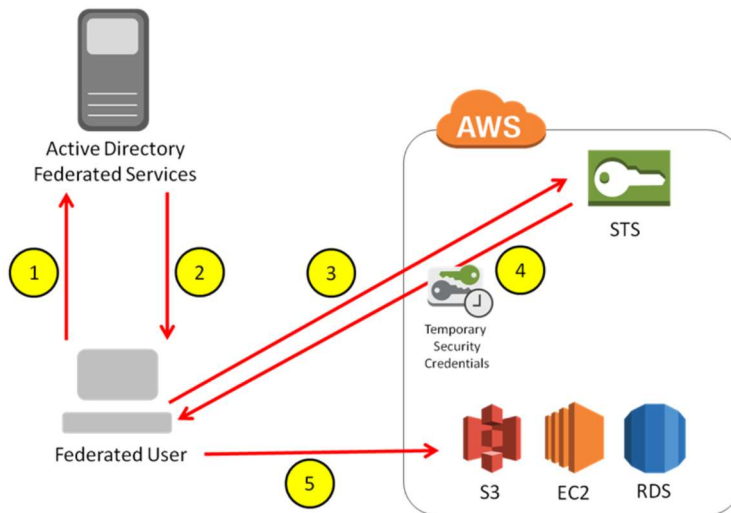 AWS
Active Directory
Federated Services
STS
1
2
3
4
Temporary
Security
Credentials
Federated User
5
S3
EC2
RDS